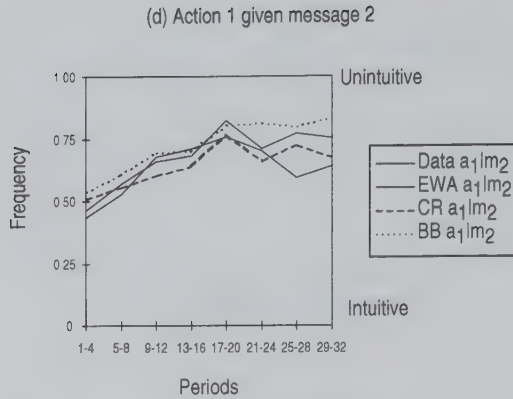 (d) Action 1 given message 2
1 00
Unintuitive
0 75
Frequency
0 50
0 25
0
Intuitive
Data a₁|m₂
EWA a₁|m₂
CR a₁|m₂
BB a₁|m₂
1-4 5-8 9-12 13-16 17-20 21-24 25-28 29-32
Periods